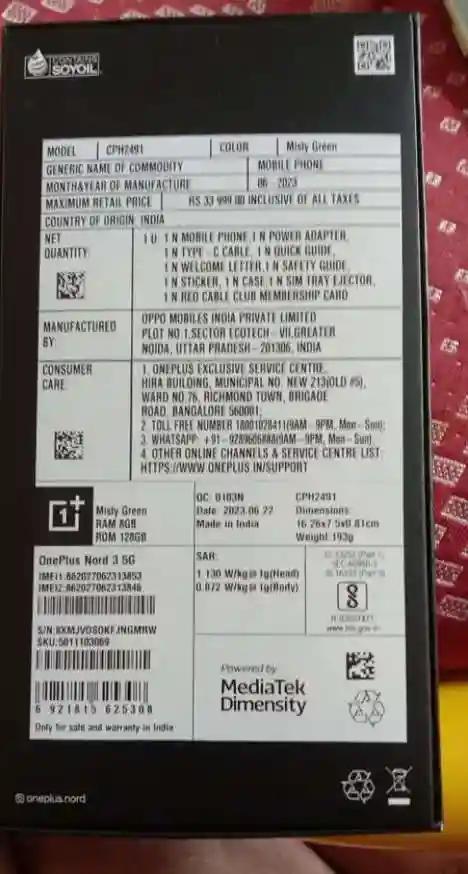 CONTAINS
SOYOIL
MODEL CPH2491 COLOR Misty Green
GENERIC NAME OF COMMODITY MOBILE PHONE
MONTH&YEAR OF MANUFACTURE 06 2023
MAXIMUM RETAIL PRICE RS 33 999.00 INCLUSIVE OF ALL TAXES
COUNTRY OF ORIGIN INDIA
NET QUANTITY
1 U 1 N MOBILE PHONE, 1 N POWER ADAPTER,
1 N TYPE-C CABLE, 1 N QUICK GUIDE,
1 N WELCOME LETTER, 1 N SAFETY GUIDE,
1 N STICKER, 1 N CASE, 1 N SIM TRAY EJECTOR,
1 N RED CABLE CLUB MEMBERSHIP CARD
MANUFACTURED BY:
OPPO MOBILES INDIA PRIVATE LIMITED
PLOT NO.1, SECTOR ECOTECH-VII, GREATER
NOIDA, UTTAR PRADESH-201306, INDIA
CONSUMER CARE
1. ONEPLUS EXCLUSIVE SERVICE CENTRE,
HIRA BUILDING, MUNICIPAL NO. NEW 213(OLD #5),
WARD NO.76, RICHMOND TOWN, BRIGADE
ROAD, BANGALORE 560001;
2. TOLL FREE NUMBER 18001028411(9AM-9PM, Mon-Sun);
3. WHATSAPP (9AM-9PM, Mon-Sun)
4. OTHER ONLINE CHANNELS & SERVICE CENTRE LIST
HTTPS://WWW.ONEPLUS.IN/SUPPORT
1+
Misty Green
RAM 8GB
ROM 128GB
QC: 0103N CPH2491
Date: 2023.06.22 Dimensions:
Made in India 16.26x7.5x0.81cm
Weight: 193g
OnePlus Nord 3 5G
IMEI1:862077062313853
IMEI2:862077062313846
SKU:5011103069
6 921815 625308
Only for sale and warranty in India
SAR:
1.130 W/kg@1g(Head)
0.872 W/kg@1g(Body)
www.bis.gov.in
Powered by
MediaTek
Dimensity
oneplus.nord